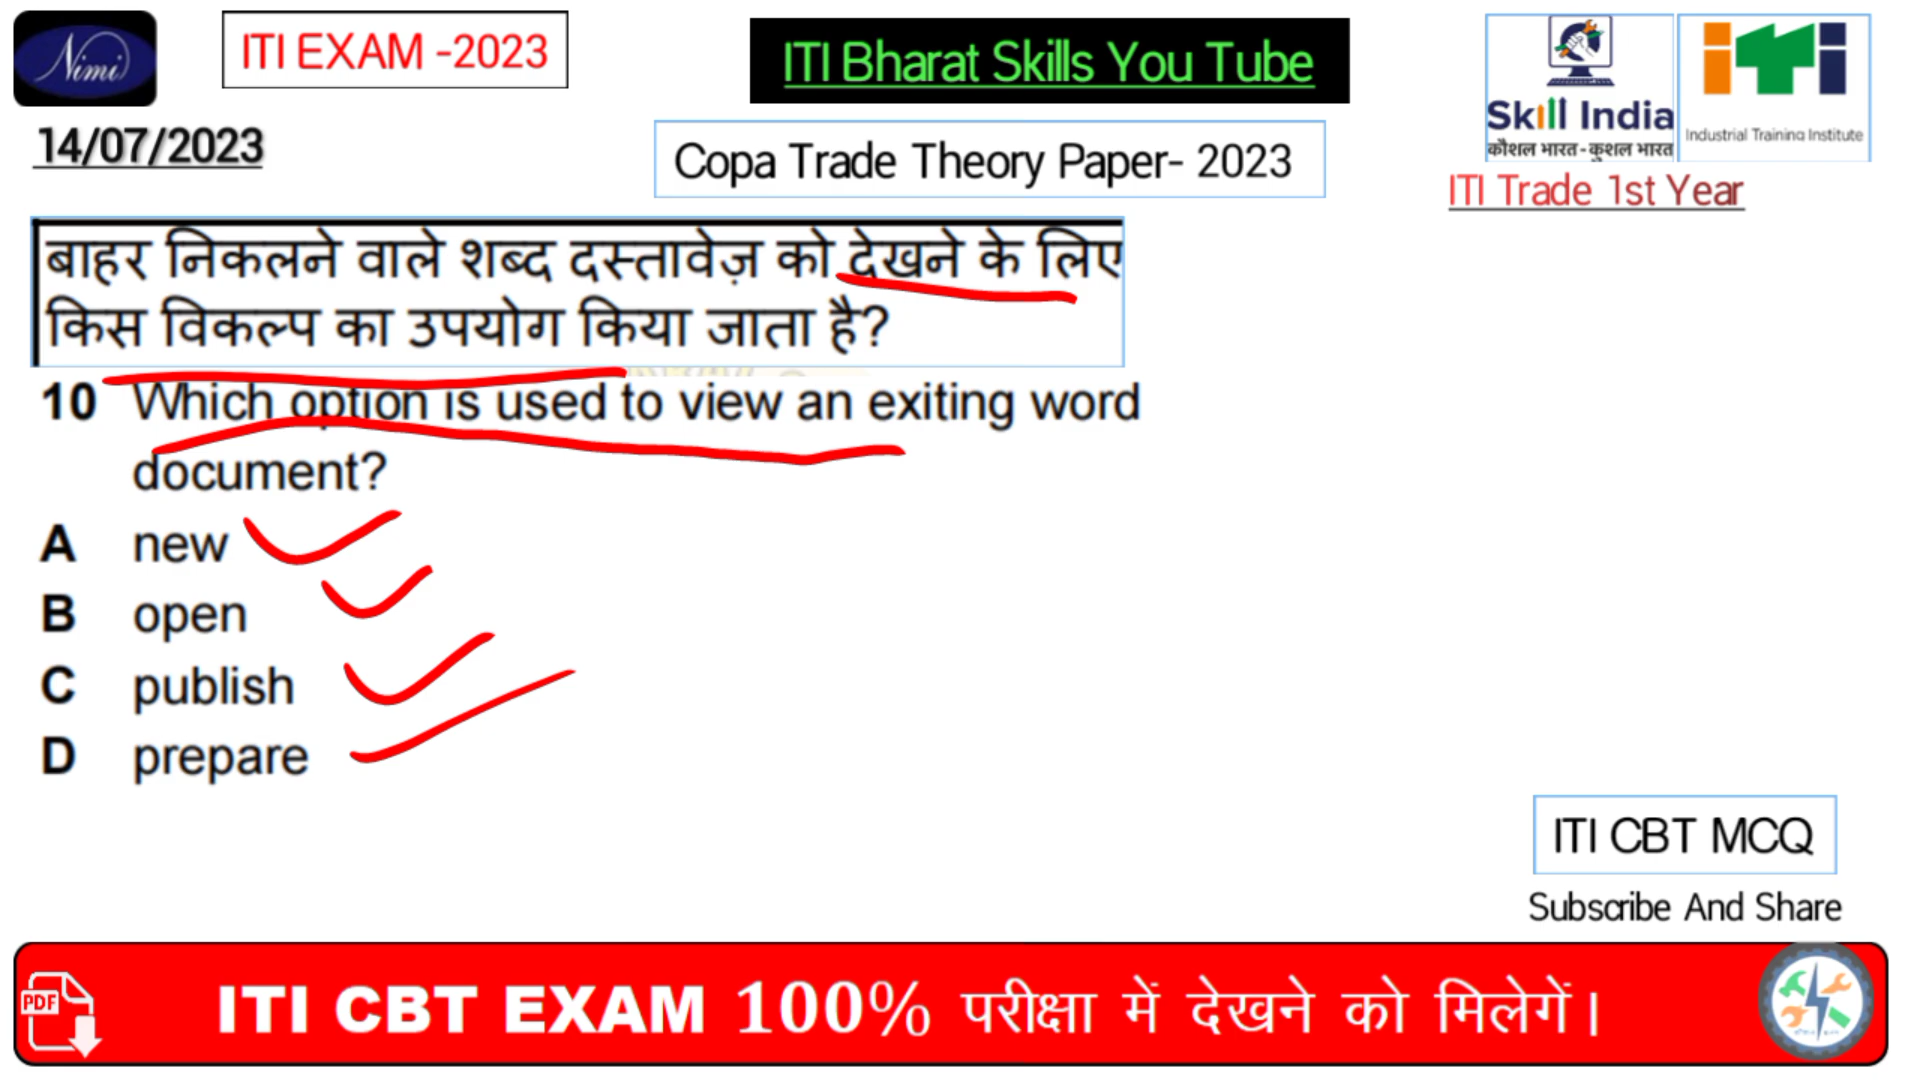 Nimi
ITI EXAM -2023
ITI Bharat Skills You Tube
Skill India
कौशल भारत - कुशल भारत
iTi
Industrial Training Institute
14/07/2023
Copa Trade Theory Paper- 2023
ITI Trade 1st Year
बाहर निकलने वाले शब्द दस्तावेज़ को देखने के लिए
किस विकल्प का उपयोग किया जाता है?
10 Which option is used to view an exiting word
document?
A new
B open
C publish
D prepare
ITI CBT MCQ
Subscribe And Share
PDF
ITI CBT EXAM 100% परीक्षा में देखने को मिलेगें।